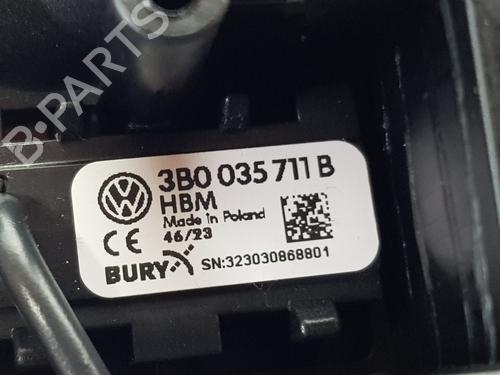 B-PARTS
3B0 035 711 B
HBM
Made in Poland
46/23
CE
BURY
SN:323030868801